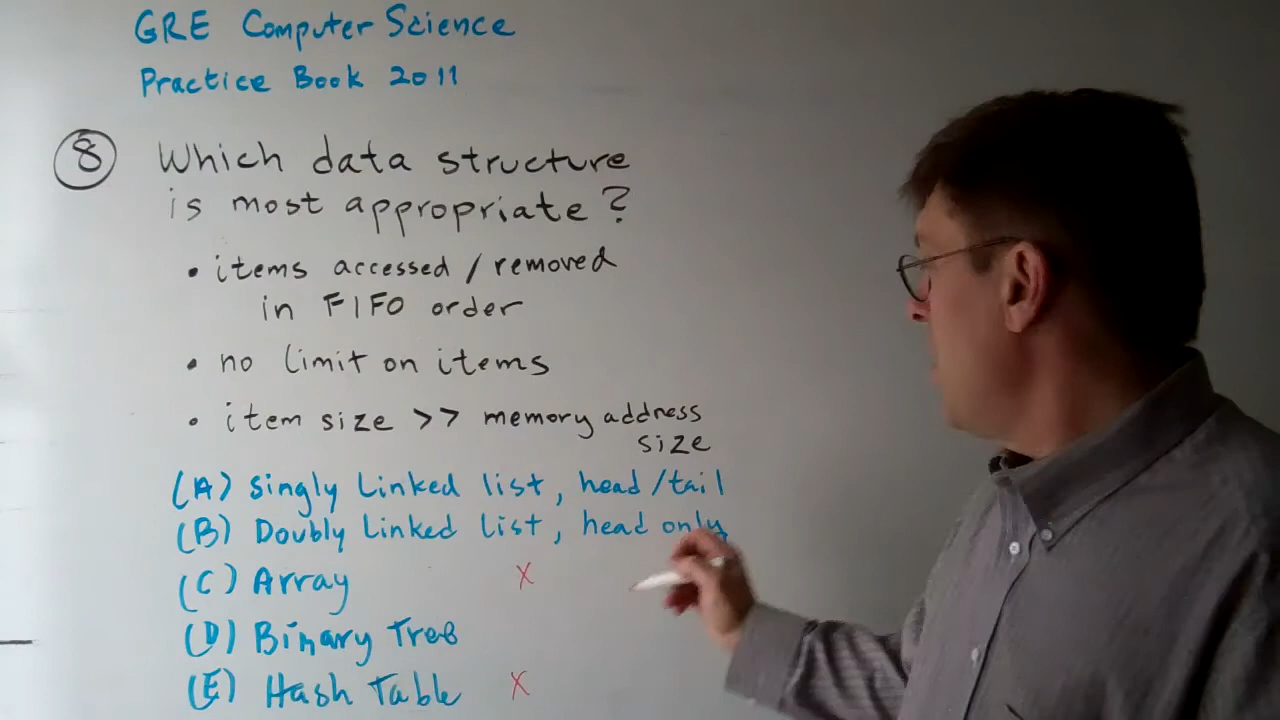 GRE Computer Science
Practice Book 2011
8 Which data structure
is most appropriate?
• items accessed / removed
in FIFO order
• no limit on items
• item size >> memory address
size
(A) Singly Linked list, head/tail
(B) Doubly Linked list, head only
(C) Array X
(D) Binary Tree
(E) Hash Table X